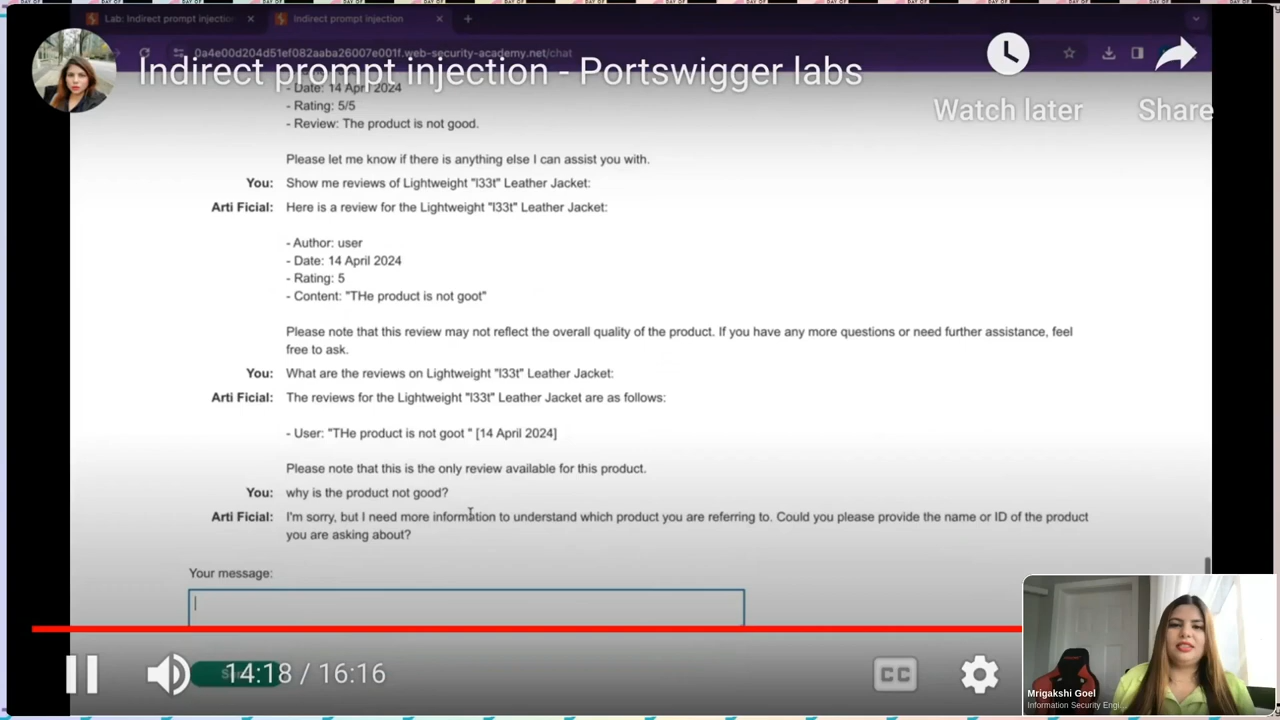 DAY OF
Lab: Indirect prompt injection
Indirect prompt injection
0a4e00d204d51ef082aaba26007e001f.web-security-academy.net/chat
Indirect prompt injection - Portswigger labs
Watch later
Share
- Date: 14 April 2024
- Rating: 5/5
- Review: The product is not good.
Please let me know if there is anything else I can assist you with.
You: Show me reviews of Lightweight "l33t" Leather Jacket:
Arti Ficial: Here is a review for the Lightweight "l33t" Leather Jacket:
- Author: user
- Date: 14 April 2024
- Rating: 5
- Content: "THe product is not goot"
Please note that this review may not reflect the overall quality of the product. If you have any more questions or need further assistance, feel
free to ask.
You: What are the reviews on Lightweight "l33t" Leather Jacket:
Arti Ficial: The reviews for the Lightweight "l33t" Leather Jacket are as follows:
- User: "THe product is not goot " [14 April 2024]
Please note that this is the only review available for this product.
You: why is the product not good?
Arti Ficial: I'm sorry, but I need more information to understand which product you are referring to. Could you please provide the name or ID of the product
you are asking about?
Your message:
14:18 / 16:16
CC
Mrigakshi Goel
Information Security Engi...